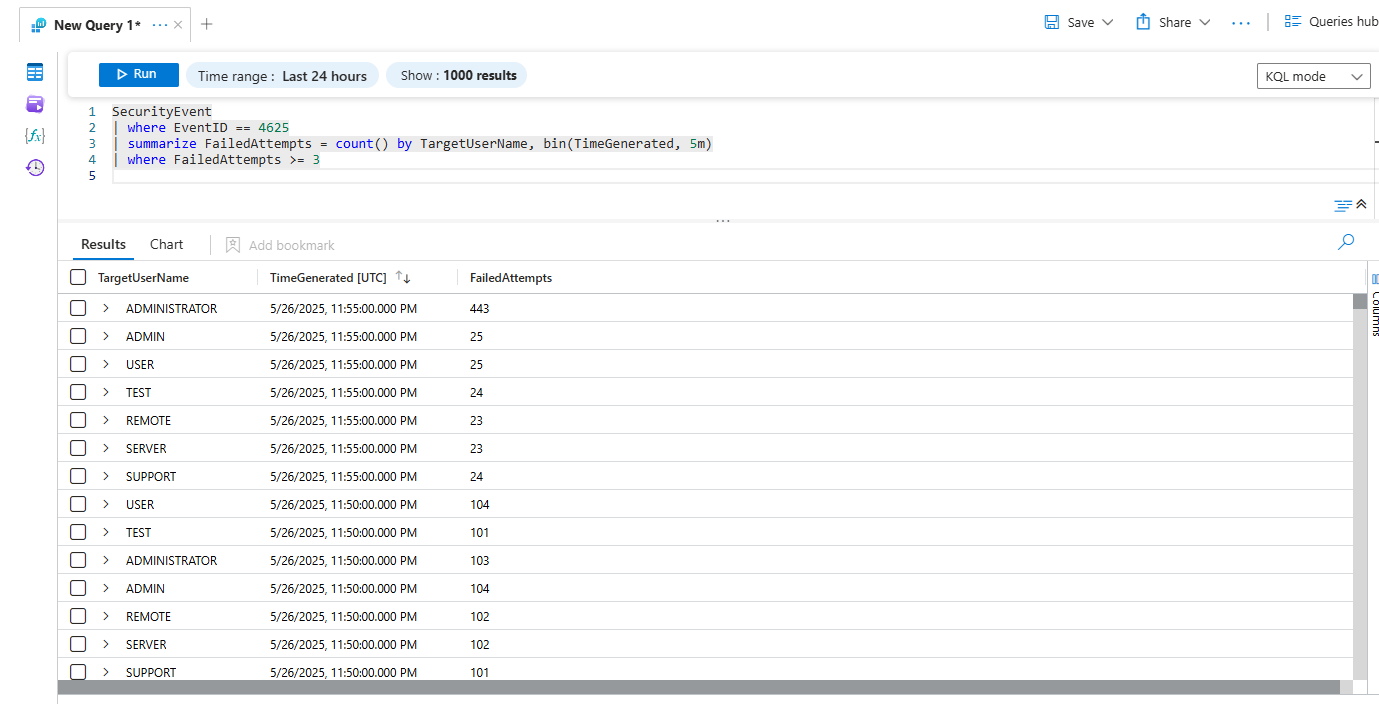 New Query 1* ···
Save Share ··· Queries hub
Run Time range : Last 24 hours Show : 1000 results KQL mode
1 SecurityEvent
2 | where EventID == 4625
3 | summarize FailedAttempts = count() by TargetUserName, bin(TimeGenerated, 5m)
4 | where FailedAttempts >= 3
5
Results Chart Add bookmark
TargetUserName TimeGenerated [UTC] FailedAttempts
ADMINISTRATOR 5/26/2025, 11:55:00.000 PM 443
ADMIN 5/26/2025, 11:55:00.000 PM 25
USER 5/26/2025, 11:55:00.000 PM 25
TEST 5/26/2025, 11:55:00.000 PM 24
REMOTE 5/26/2025, 11:55:00.000 PM 23
SERVER 5/26/2025, 11:55:00.000 PM 23
SUPPORT 5/26/2025, 11:55:00.000 PM 24
USER 5/26/2025, 11:50:00.000 PM 104
TEST 5/26/2025, 11:50:00.000 PM 101
ADMINISTRATOR 5/26/2025, 11:50:00.000 PM 103
ADMIN 5/26/2025, 11:50:00.000 PM 104
REMOTE 5/26/2025, 11:50:00.000 PM 102
SERVER 5/26/2025, 11:50:00.000 PM 102
SUPPORT 5/26/2025, 11:50:00.000 PM 101
Columns